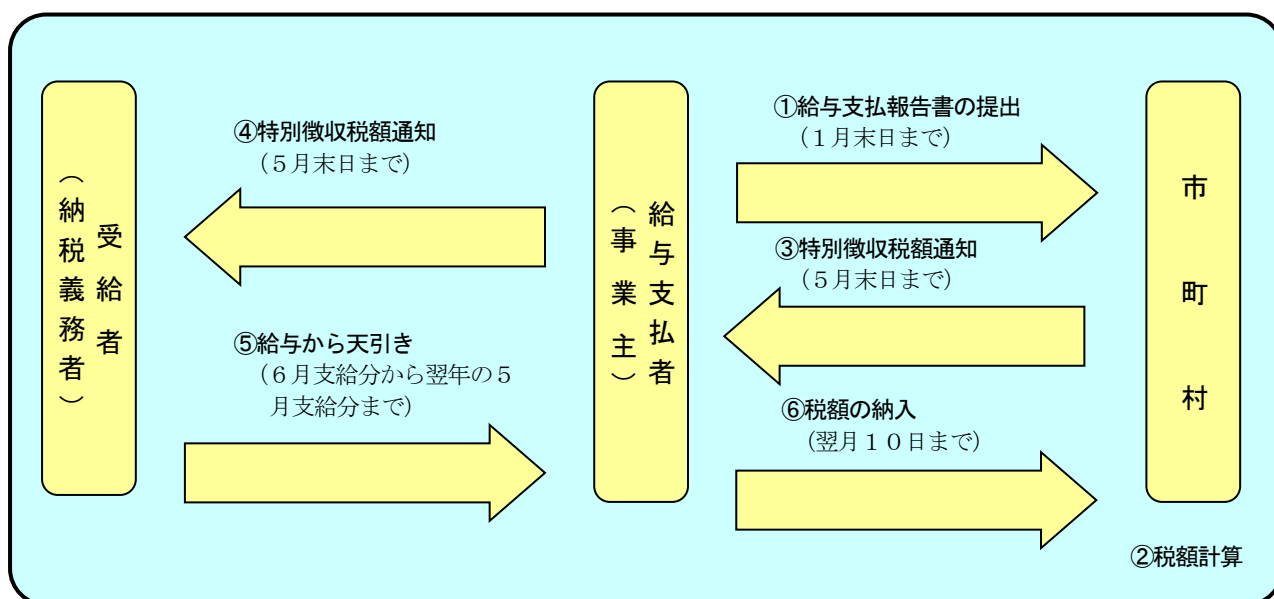 受給者
（納税義務者）
④特別徴収税額通知
（５月末日まで）
⑤給与から天引き
（６月支給分から翌年の５
月支給分まで）
給与支払者
（事業主）
①給与支払報告書の提出
（１月末日まで）
③特別徴収税額通知
（５月末日まで）
⑥税額の納入
（翌月１０日まで）
市町村
②税額計算